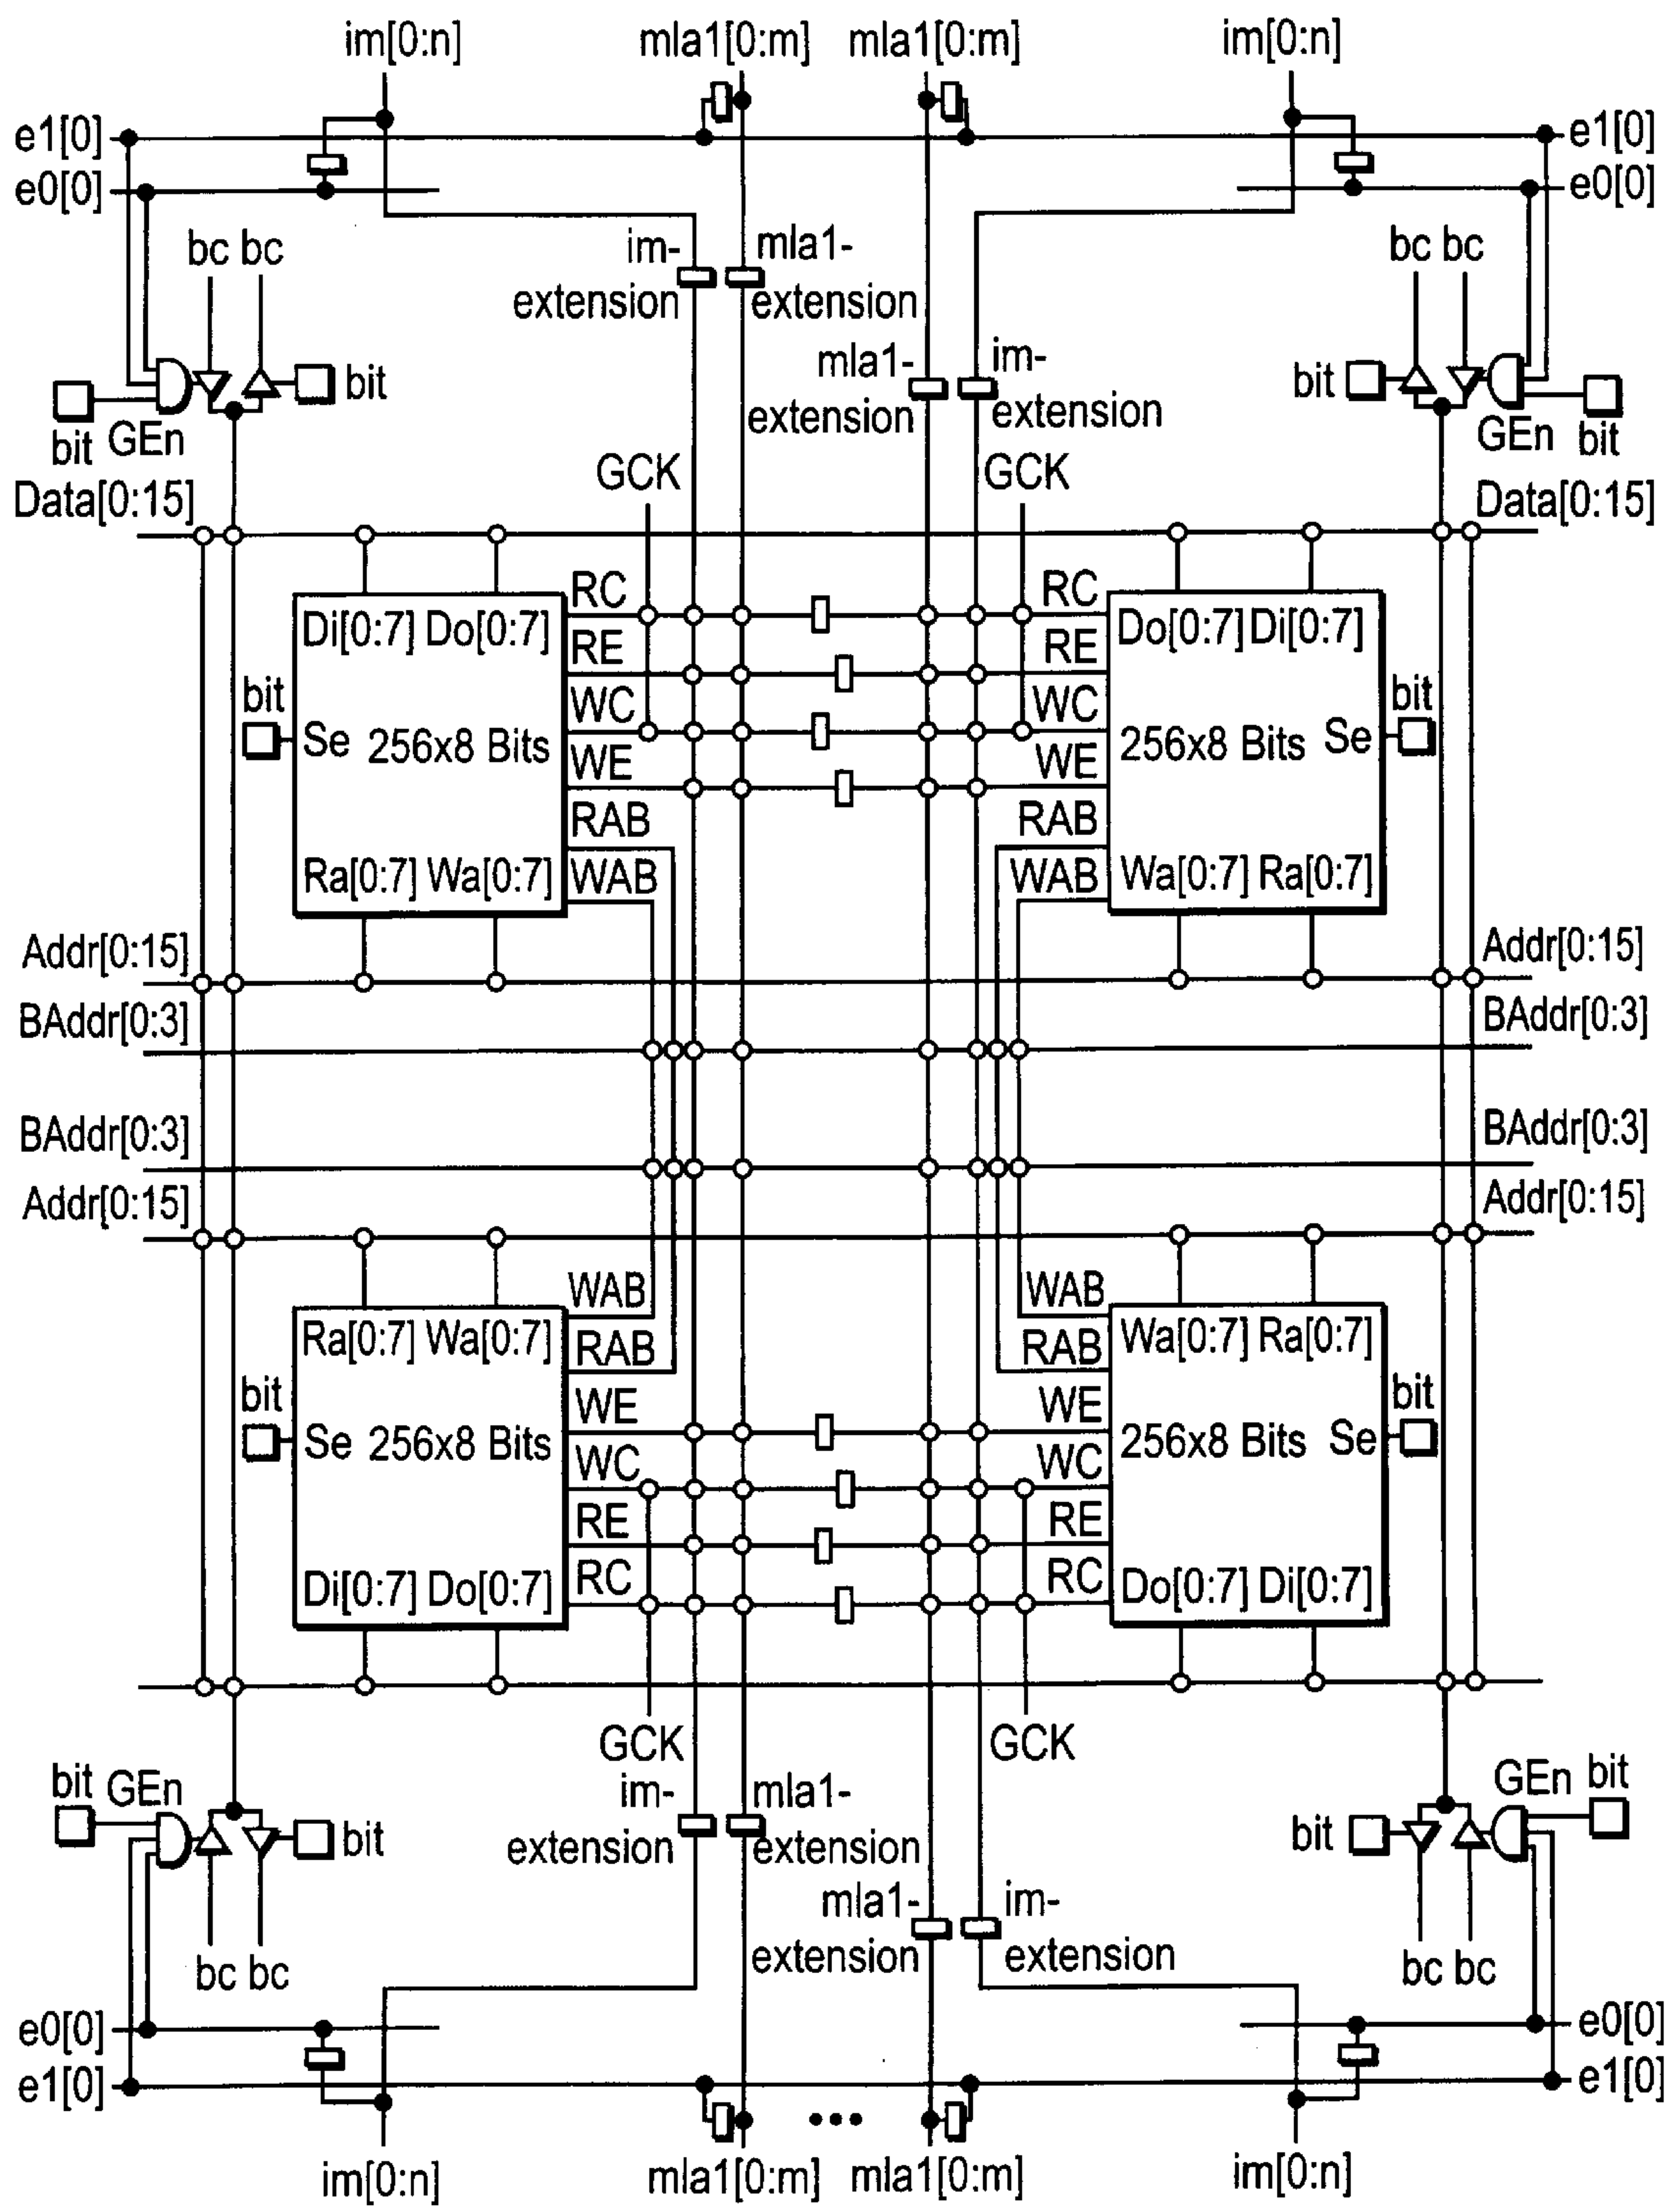 im[0:n] mla1[0:m] mla1[0:m] im[0:n]
e1[0] e1[0]
e0[0] e0[0]
bc bc im- mla1- bc bc
extension extension
mla1- im-
bit bit
extension extension
bit GEn GEn bit
GCK GCK
Data[0:15] Data[0:15]
RC RC
Di[0:7] Do[0:7] Do[0:7] Di[0:7]
RE RE
bit WC WC bit
Se 256x8 Bits 256x8 Bits Se
WE WE
RAB RAB
Ra[0:7] Wa[0:7] WAB WAB Wa[0:7] Ra[0:7]
Addr[0:15] Addr[0:15]
BAddr[0:3] BAddr[0:3]
BAddr[0:3] BAddr[0:3]
Addr[0:15] Addr[0:15]
WAB WAB
Ra[0:7] Wa[0:7] RAB RAB Wa[0:7] Ra[0:7]
bit WE WE bit
Se 256x8 Bits 256x8 Bits Se
WC WC
RE RE
Di[0:7] Do[0:7] RC RC Do[0:7] Di[0:7]
GCK GCK
bit GEn im- mla1- GEn bit
bit extension extension bit
mla1- im-
extension extension
bc bc bc bc
e0[0] e0[0]
e1[0] e1[0]
im[0:n] mla1[0:m] mla1[0:m] im[0:n]